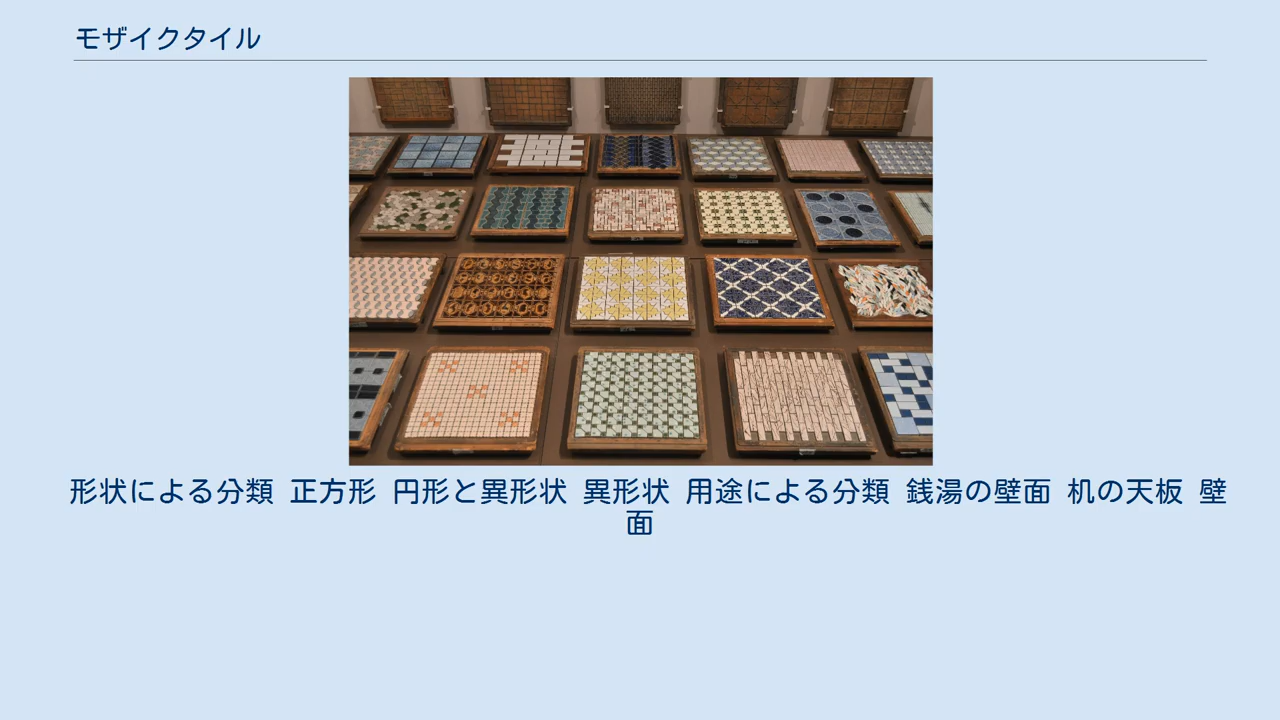 モザイクタイル
形状による分類 正方形 円形と異形状 異形状 用途による分類 銭湯の壁面 机の天板 壁
面